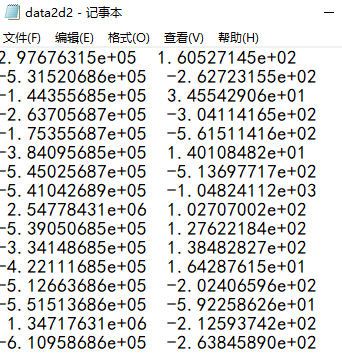 data2d2 - 记事本
文件(F) 编辑(E) 格式(O) 查看(V) 帮助(H)
2.97676315e+05 1.60527145e+02
-5.31520686e+05 -2.62723155e+02
-1.44355685e+05 3.45542906e+01
-2.63705687e+05 -3.04114165e+02
-1.75355687e+05 -5.61511416e+02
-3.84095685e+05 1.40108482e+01
-5.45025687e+05 -5.13697717e+02
-5.41042689e+05 -1.04824112e+03
2.54778431e+06 1.02707002e+02
-5.39050685e+05 1.27622184e+02
-3.34148685e+05 1.38482827e+02
-4.22111685e+05 1.64287615e+01
-5.12663686e+05 -2.02406596e+02
-5.51513686e+05 -5.92258626e+01
1.34717631e+06 -2.12593742e+02
-6.10958686e+05 -2.63845890e+02